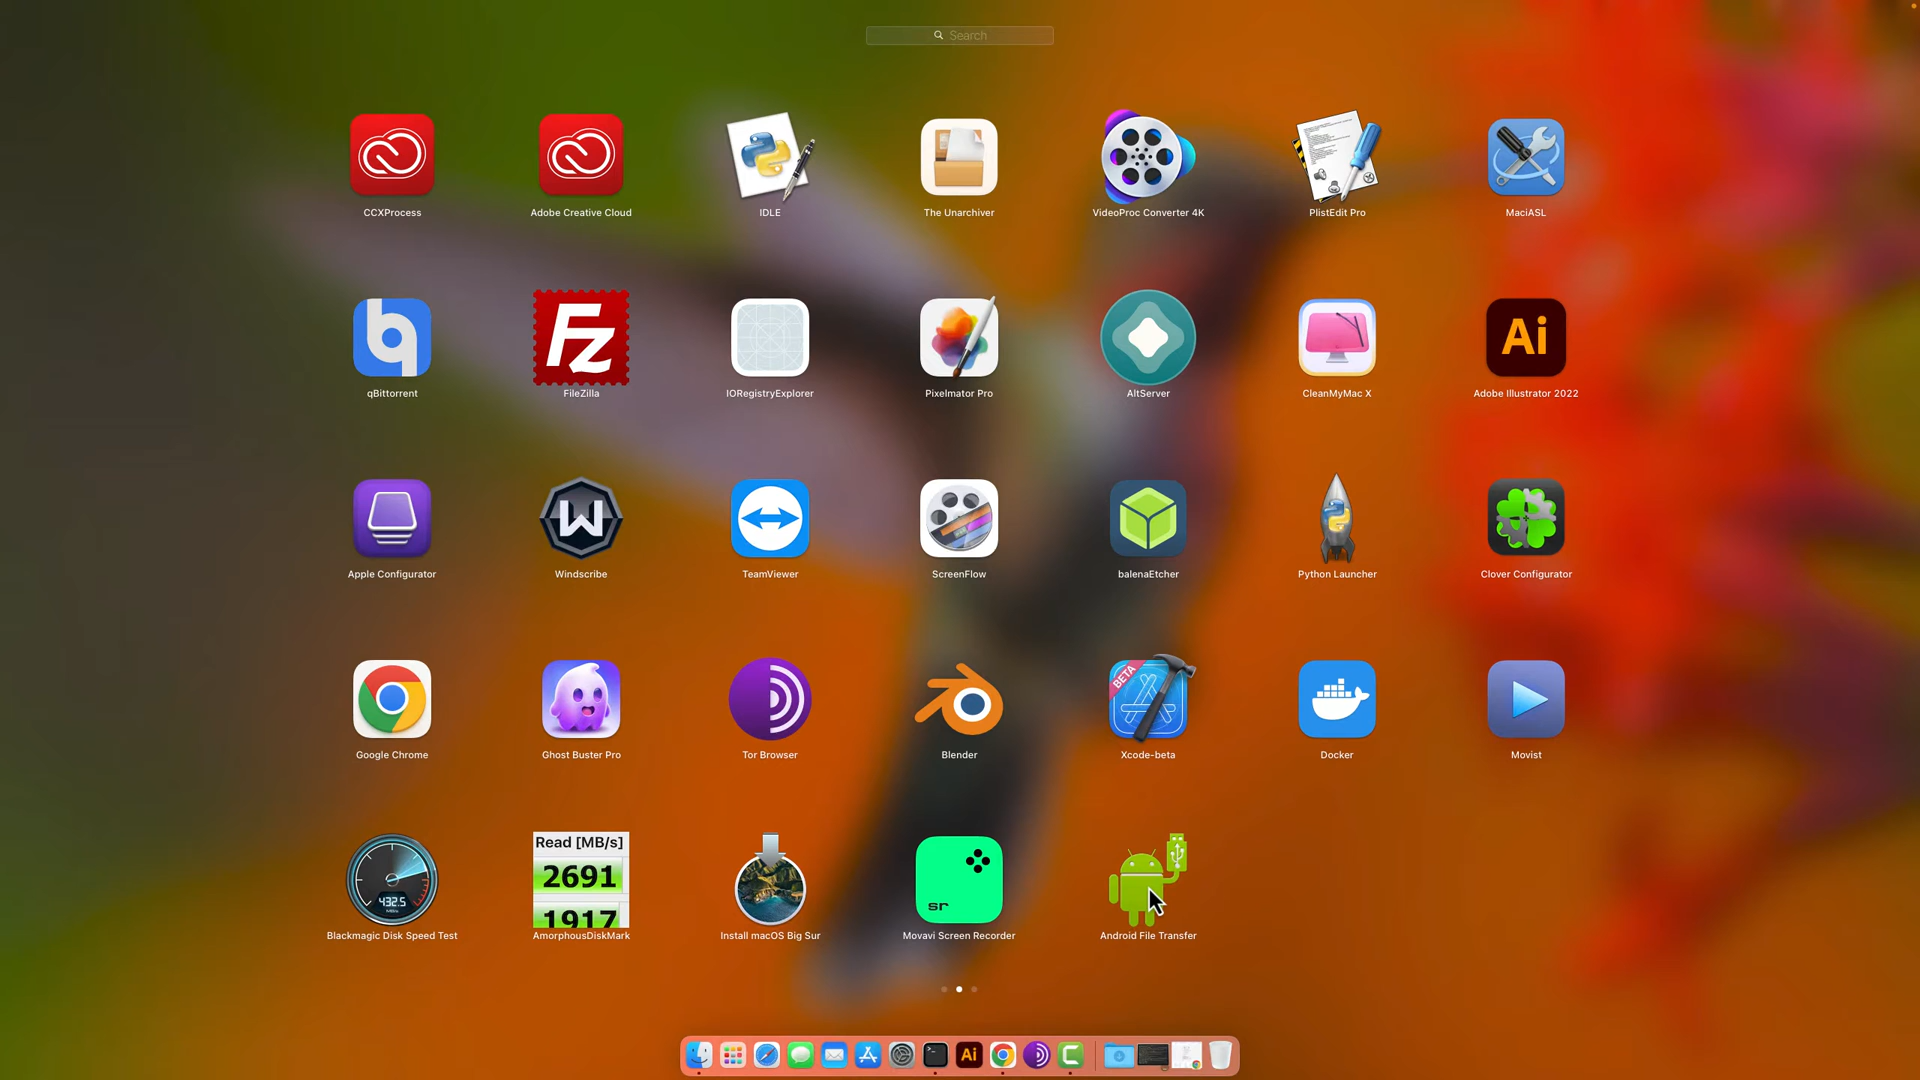 Search
CCXProcess
Adobe Creative Cloud
IDLE
The Unarchiver
VideoProc Converter 4K
PlistEdit Pro
MaciASL
Fz
Ai
qBittorrent
FileZilla
IORegistryExplorer
Pixelmator Pro
AltServer
CleanMyMac X
Adobe Illustrator 2022
W
Apple Configurator
Windscribe
TeamViewer
ScreenFlow
balenaEtcher
Python Launcher
Clover Configurator
BETA
Google Chrome
Ghost Buster Pro
Tor Browser
Blender
Xcode-beta
Docker
Movist
Read [MB/s]
2691
1917
432.5
sr
Blackmagic Disk Speed Test
AmorphousDiskMark
Install macOS Big Sur
Movavi Screen Recorder
Android File Transfer
Ai